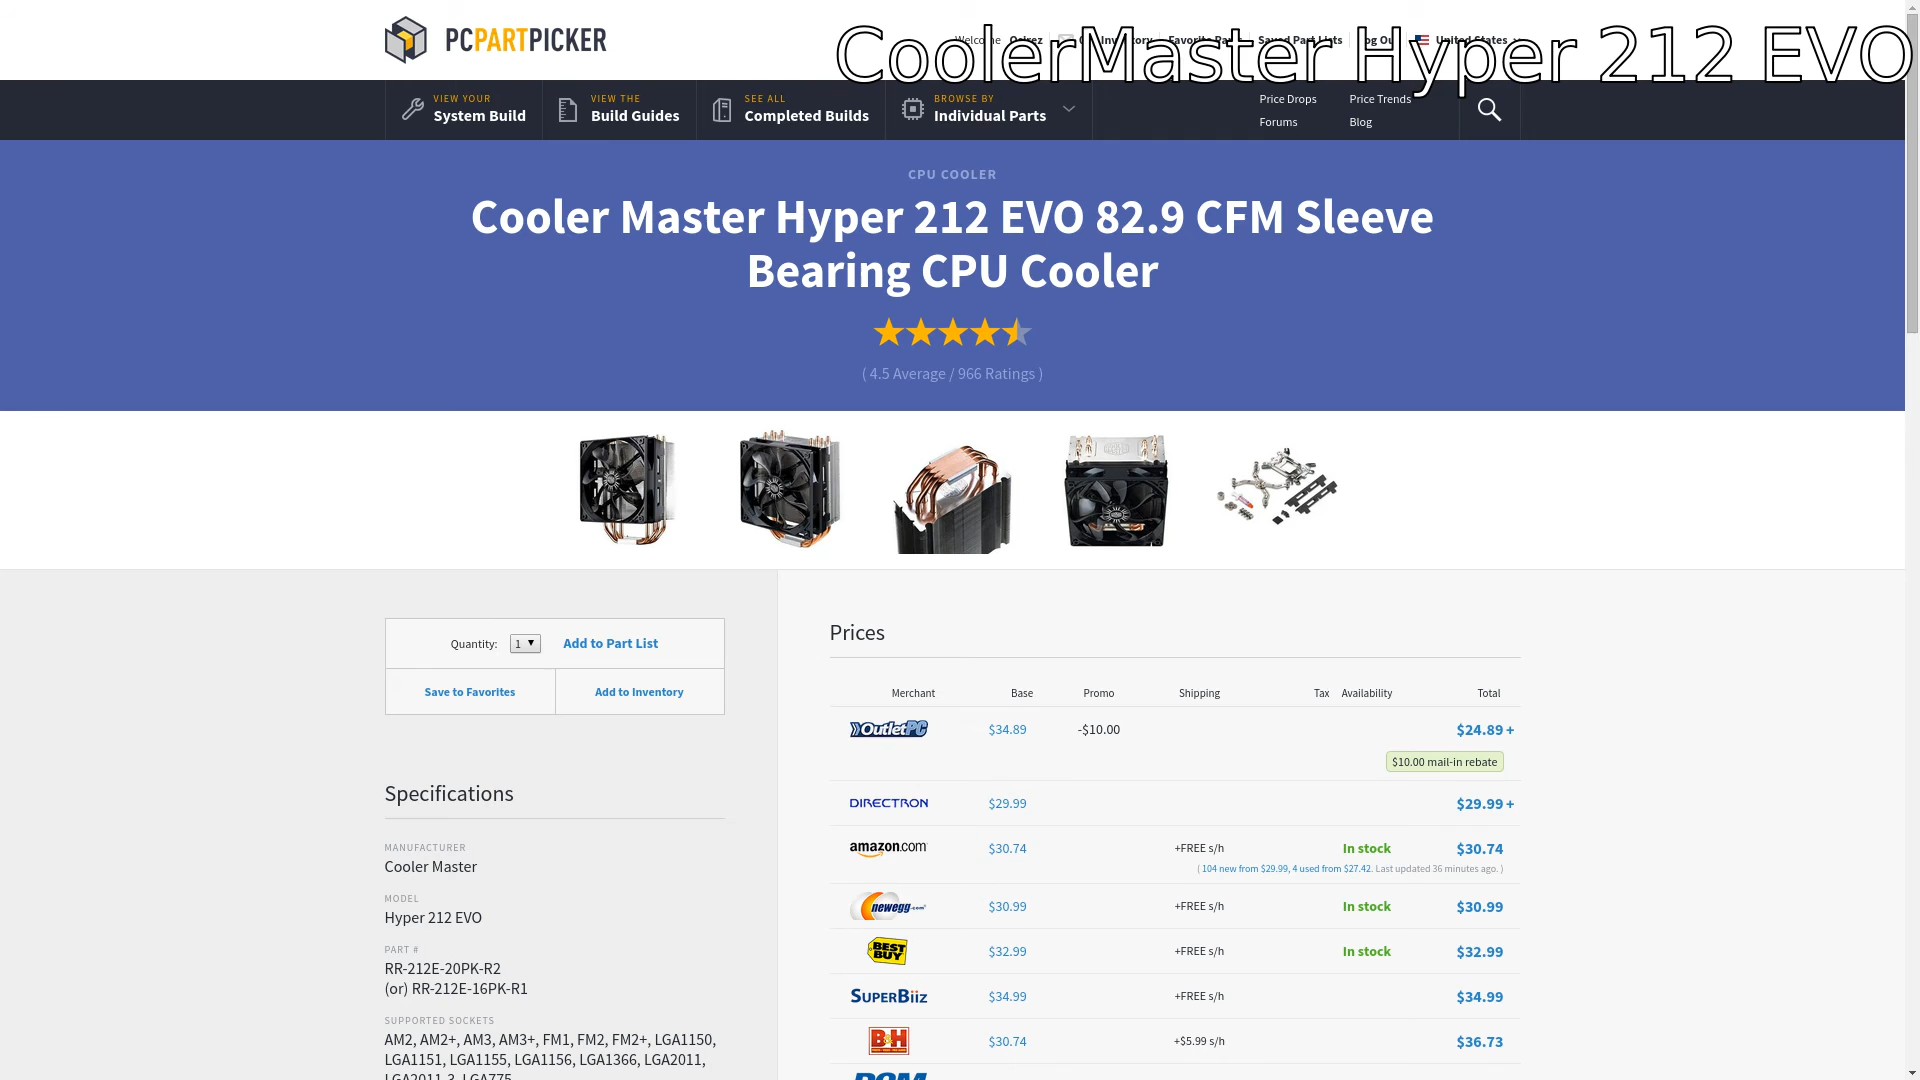 PCPARTPICKER
CoolerMaster Hyper 212 EVO
Welcome
VIEW YOUR
System Build
VIEW THE
Build Guides
SEE ALL
Completed Builds
BROWSE BY
Individual Parts
Price Drops
Price Trends
Forums
Blog
CPU COOLER
Cooler Master Hyper 212 EVO 82.9 CFM Sleeve
Bearing CPU Cooler
( 4.5 Average / 966 Ratings )
Quantity: 1 Add to Part List
Save to Favorites Add to Inventory
Specifications
MANUFACTURER
Cooler Master
MODEL
Hyper 212 EVO
PART #
RR-212E-20PK-R2
(or) RR-212E-16PK-R1
SUPPORTED SOCKETS
AM2, AM2+, AM3, AM3+, FM1, FM2, FM2+, LGA1150,
LGA1151, LGA1155, LGA1156, LGA1366, LGA2011,
LGA2011-3, LGA775
Prices
Merchant Base Promo Shipping Tax Availability Total
OutletPC $34.89 -$10.00 $24.89 +
$10.00 mail-in rebate
DIRECTRON $29.99 $29.99 +
amazon.com $30.74 +FREE s/h In stock $30.74
( 104 new from $29.99, 4 used from $27.42. Last updated 36 minutes ago. )
newegg.com $30.99 +FREE s/h In stock $30.99
BEST BUY $32.99 +FREE s/h In stock $32.99
SUPERBiiz $34.99 +FREE s/h $34.99
B&H $30.74 +$5.99 s/h $36.73